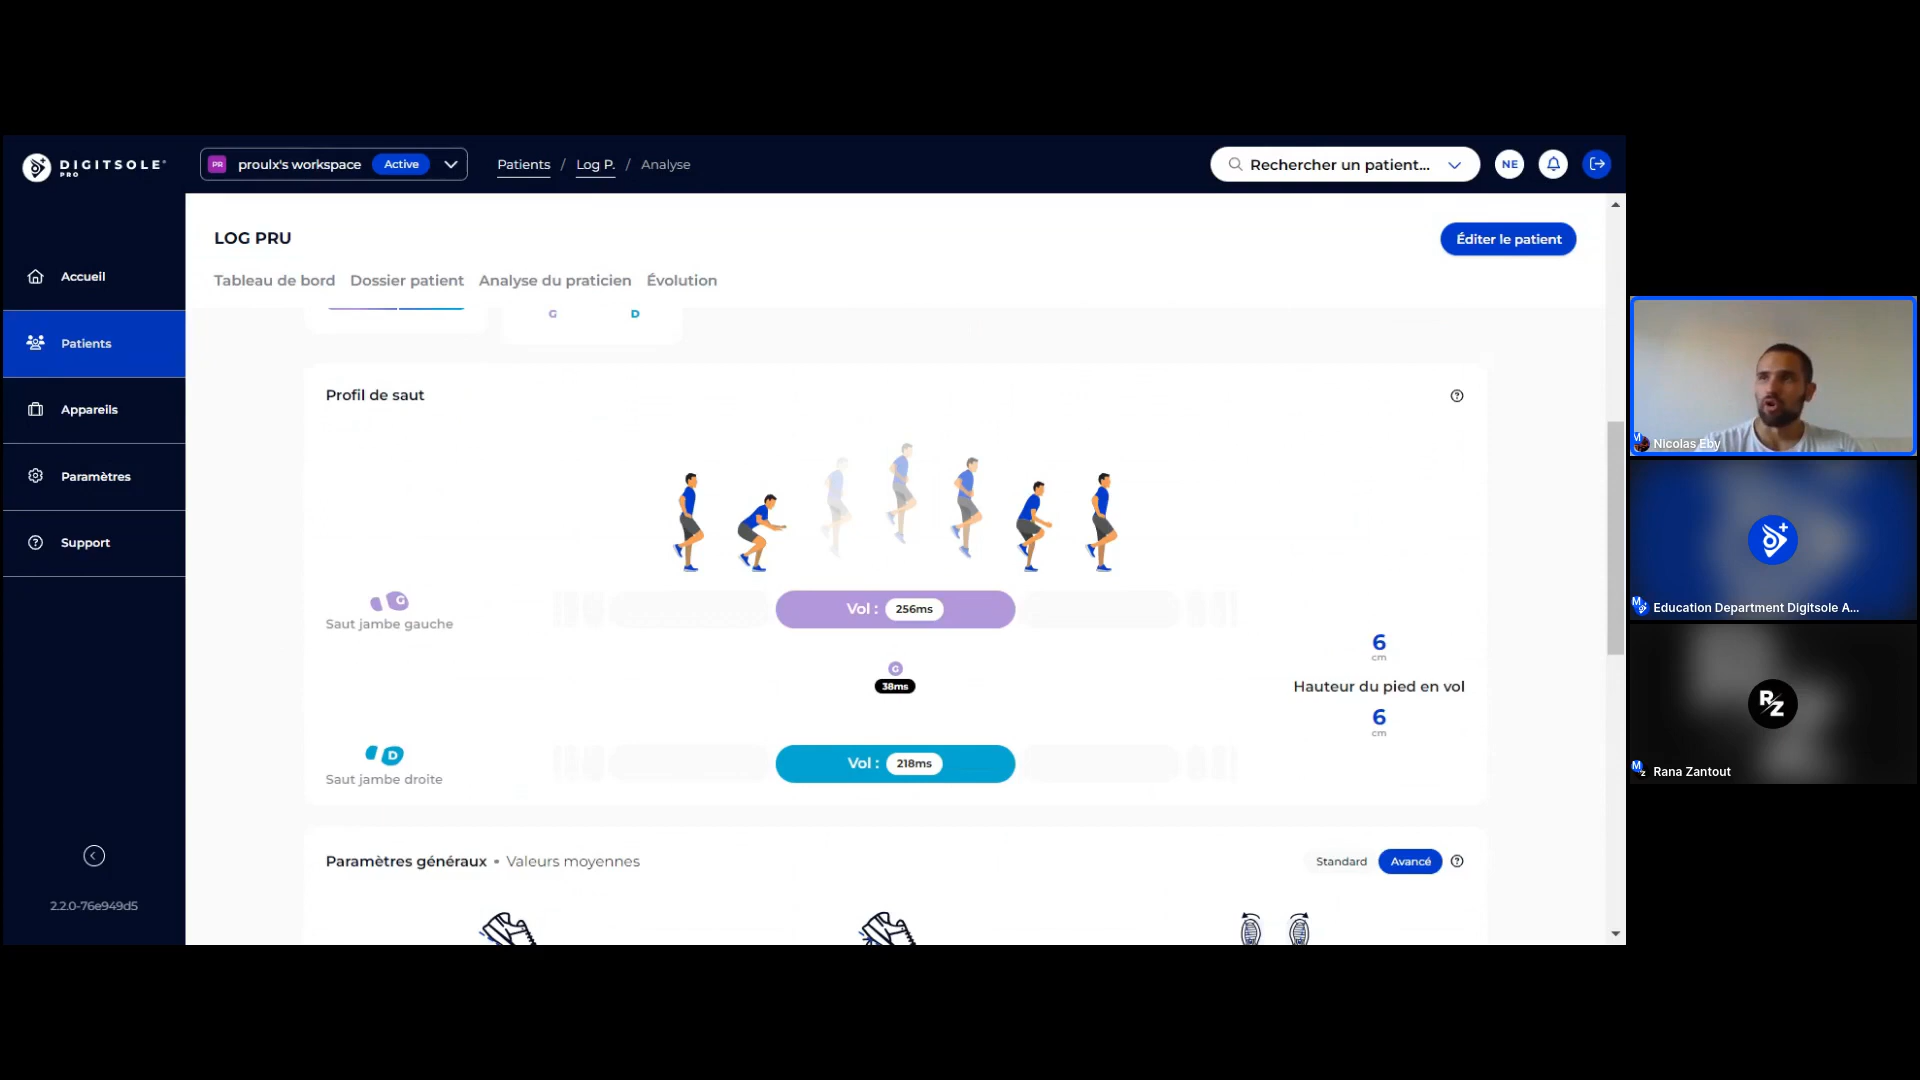 DIGITSOLE
PRO
PR proulx's workspace Active
Patients / Log P. / Analyse
Rechercher un patient...
NE
Accueil
Patients
Appareils
Paramètres
Support
2.2.0-76e949d5
LOG PRU
Éditer le patient
Tableau de bord Dossier patient Analyse du praticien Évolution
G D
Profil de saut
G
Saut jambe gauche
Vol : 256ms
G
38ms
6
cm
Hauteur du pied en vol
6
cm
D
Saut jambe droite
Vol : 218ms
Paramètres généraux • Valeurs moyennes
Standard Avancé
Nicolas Eby
Education Department Digitsole A...
RZ
Rana Zantout